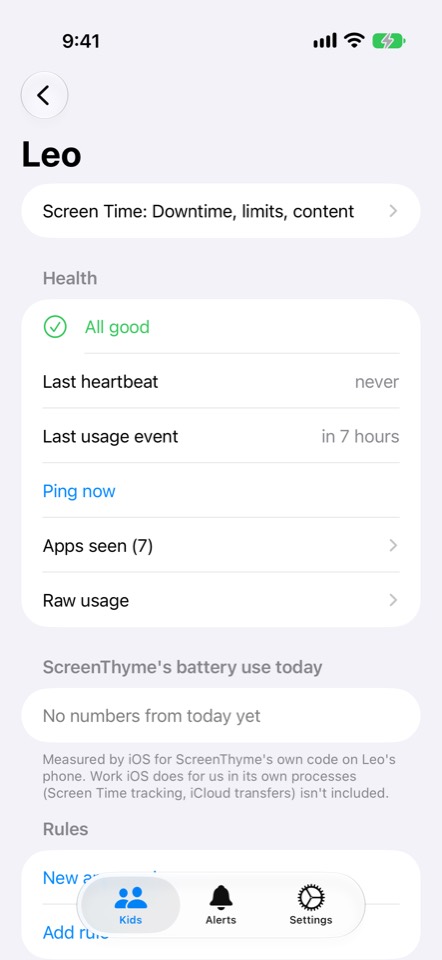 9:41
Leo
Screen Time: Downtime, limits, content
Health
All good
Last heartbeat never
Last usage event in 7 hours
Ping now
Apps seen (7)
Raw usage
ScreenThyme's battery use today
No numbers from today yet
Measured by iOS for ScreenThyme's own code on Leo's
phone. Work iOS does for us in its own processes
(Screen Time tracking, iCloud transfers) isn't included.
Rules
New
Add rule
Kids Alerts Settings